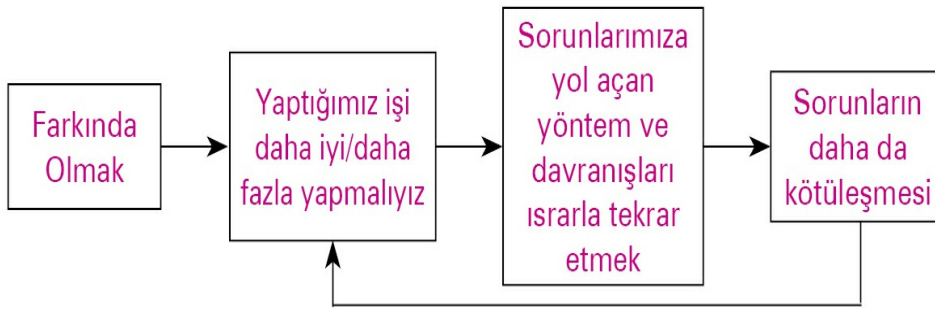 Farkında
Olmak
Yaptığımız işi
daha iyi/daha
fazla yapmalıyız
Sorunlarımıza
yol açan
yöntem ve
davranışları
ısrarla tekrar
etmek
Sorunların
daha da
kötüleşmesi